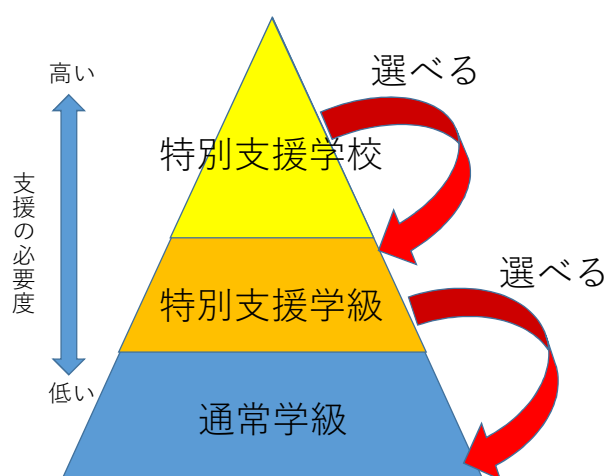 高い
選べる
特別支援学校
支援の必要度
選べる
特別支援学級
低い
通常学級